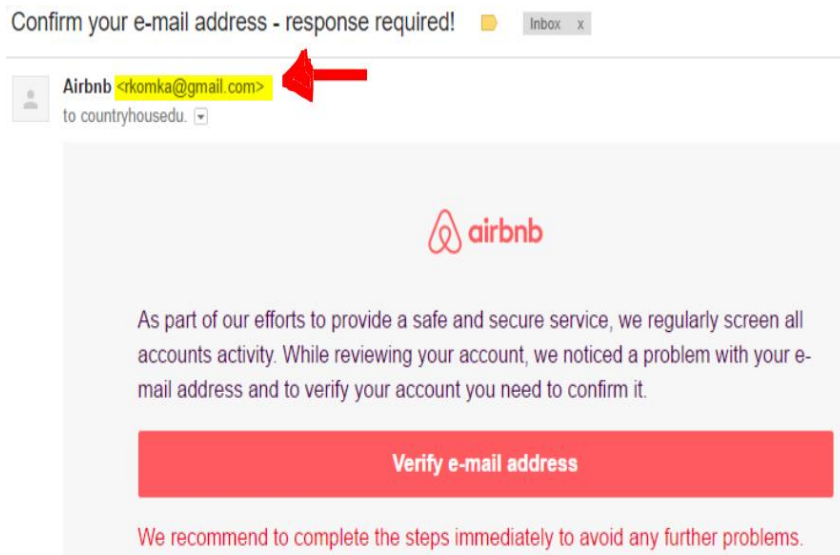 Confirm your e-mail address - response required!
Inbox x
Airbnb <rkomka@gmail.com>
to countryhousedu.
airbnb
As part of our efforts to provide a safe and secure service, we regularly screen all
accounts activity. While reviewing your account, we noticed a problem with your e-
mail address and to verify your account you need to confirm it.
Verify e-mail address
We recommend to complete the steps immediately to avoid any further problems.